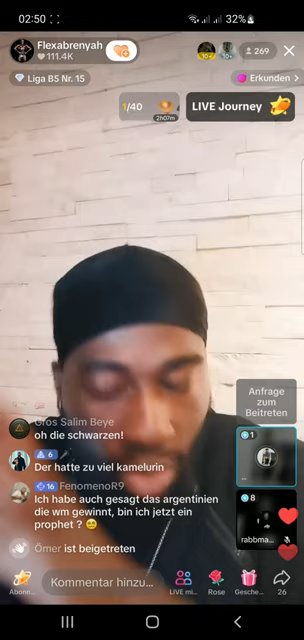 02:50
32%
Flexabrenyah
111.4K
269
Liga B5 Nr. 15
Erkunden >
1/40
2h07m
LIVE Journey
Anfrage
zum
Beitreten
Gros Salim Beye
oh die schwarzen!
6
Der hatte zu viel kamelurin
16 FenomenoR9
Ich habe auch gesagt das argentinien
die wm gewinnt, bin ich jetzt ein
prophet ?
Ömer ist beigetreten
1
...
8
rabbma...
Kommentar hinzu...
Abonn...
LIVE mi...
Rose
Gesche...
26